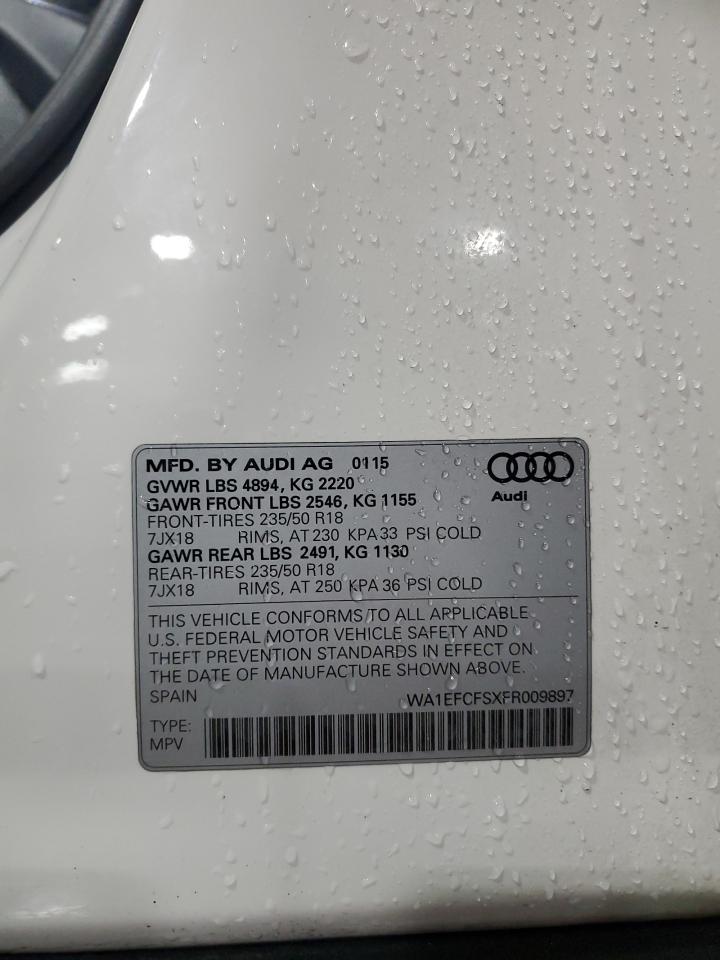 MFD. BY AUDI AG 0115
GVWR LBS 4894, KG 2220
GAWR FRONT LBS 2546, KG 1155
Audi
FRONT-TIRES 235/50 R18
7JX18 RIMS, AT 230 KPA 33 PSI COLD
GAWR REAR LBS 2491, KG 1130
REAR-TIRES 235/50 R18
7JX18 RIMS, AT 250 KPA 36 PSI COLD
THIS VEHICLE CONFORMS TO ALL APPLICABLE
U.S. FEDERAL MOTOR VEHICLE SAFETY AND
THEFT PREVENTION STANDARDS IN EFFECT ON
THE DATE OF MANUFACTURE SHOWN ABOVE.
SPAIN WA1EFCFSXFR009897
TYPE:
MPV